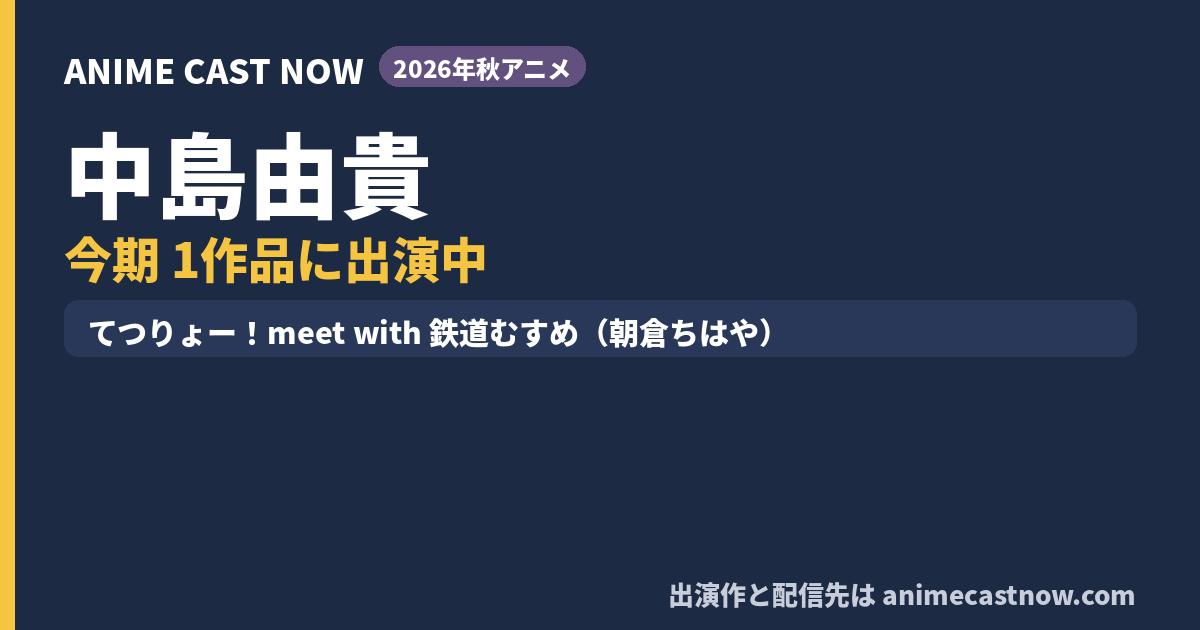 ANIME CAST NOW 2026年秋アニメ
中島由貴
今期 1作品に出演中
てつりょー！meet with 鉄道むすめ（朝倉ちはや）
出演作と配信先は animecastnow.com